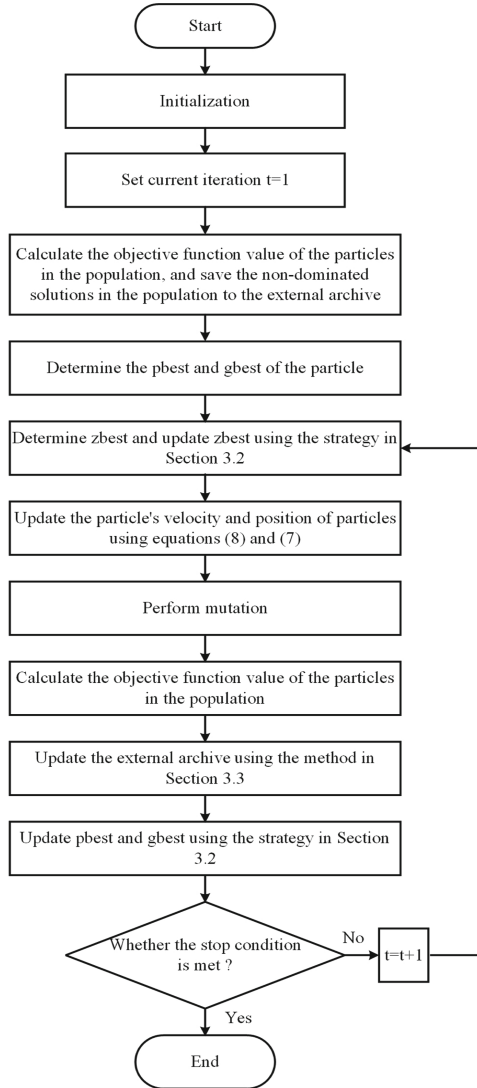 Start
Initialization
Set current iteration t=1
Calculate the objective function value of the particles
in the population, and save the non-dominated
solutions in the population to the external archive
Determine the pbest and gbest of the particle
Determine zbest and update zbest using the strategy in
Section 3.2
Update the particle's velocity and position of particles
using equations (8) and (7)
Perform mutation
Calculate the objective function value of the particles
in the population
Update the external archive using the method in
Section 3.3
Update pbest and gbest using the strategy in Section
3.2
Whether the stop condition
is met ?
No
t=t+1
Yes
End